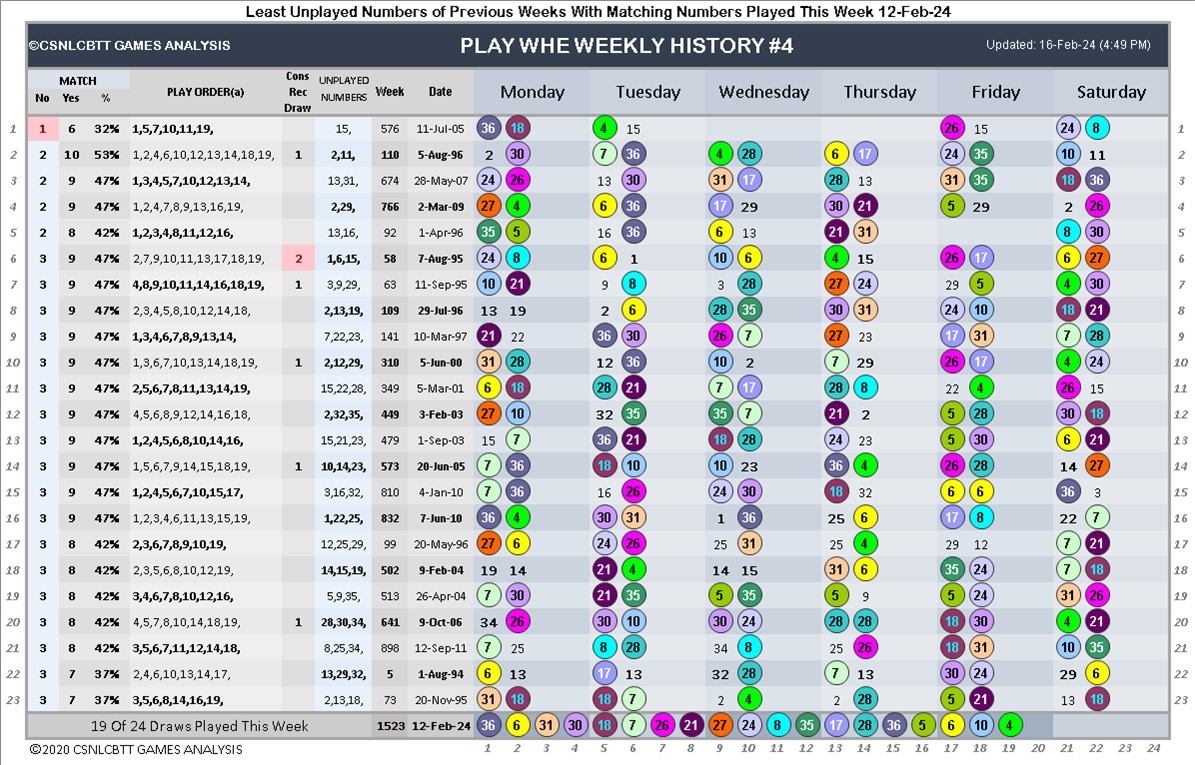 Least Unplayed Numbers of Previous Weeks With Matching Numbers Played This Week 12-Feb-24
©CSNLCBTT GAMES ANALYSIS PLAY WHE WEEKLY HISTORY #4 Updated: 16-Feb-24 (4:49 PM)
MATCH Cons UNPLAYED
No Yes % PLAY ORDER(a) Rec NUMBERS Week Date Monday Tuesday Wednesday Thursday Friday Saturday
Draw
1 1 6 32% 1,5,7,10,11,19, 15, 576 11-Jul-05 36 18 4 15 26 15 24 8 1
2 2 10 53% 1,2,4,6,10,12,13,14,18,19, 1 2,11, 110 5-Aug-96 2 30 7 36 4 28 6 17 24 35 10 11 2
3 2 9 47% 1,3,4,5,7,10,12,13,14, 13,31, 674 28-May-07 24 26 13 30 31 17 28 13 31 35 18 36 3
4 2 9 47% 1,2,4,7,8,9,13,16,19, 2,29, 766 2-Mar-09 27 4 6 36 17 29 30 21 5 29 2 26 4
5 2 8 42% 1,2,3,4,8,11,12,16, 13,16, 92 1-Apr-96 35 5 16 36 6 13 21 31 8 30 5
6 3 9 47% 2,7,9,10,11,13,17,18,19, 2 1,6,15, 58 7-Aug-95 24 8 6 1 10 6 4 15 26 17 6 27 6
7 3 9 47% 4,8,9,10,11,14,16,18,19, 1 3,9,29, 63 11-Sep-95 10 21 9 8 3 28 27 24 29 5 4 30 7
8 3 9 47% 2,3,4,5,8,10,12,14,18, 2,13,19, 109 29-Jul-96 13 19 2 6 28 35 30 31 24 10 18 21 8
9 3 9 47% 1,3,4,6,7,8,9,13,14, 7,22,23, 141 10-Mar-97 21 22 36 30 26 7 27 23 17 31 7 28 9
10 3 9 47% 1,3,6,7,10,13,14,18,19, 1 2,12,29, 310 5-Jun-00 31 28 12 36 10 2 7 29 26 17 4 24 10
11 3 9 47% 2,5,6,7,8,11,13,14,19, 15,22,28, 349 5-Mar-01 6 18 28 21 7 17 28 8 22 4 26 15 11
12 3 9 47% 4,5,6,8,9,12,14,16,18, 2,32,35, 449 3-Feb-03 27 10 32 35 35 7 21 2 5 28 30 18 12
13 3 9 47% 1,2,4,5,6,8,10,14,16, 15,21,23, 479 1-Sep-03 15 7 36 21 18 28 24 23 5 30 6 21 13
14 3 9 47% 1,5,6,7,9,14,15,18,19, 1 10,14,23, 573 20-Jun-05 7 36 18 10 10 23 36 4 26 28 14 27 14
15 3 9 47% 1,2,4,5,6,7,10,15,17, 3,16,32, 810 4-Jan-10 7 36 16 26 24 30 18 32 6 6 36 3 15
16 3 9 47% 1,2,3,4,6,11,13,15,19, 1,22,25, 832 7-Jun-10 36 4 30 31 1 36 25 6 17 8 22 7 16
17 3 8 42% 2,3,6,7,8,9,10,19, 12,25,29, 99 20-May-96 27 6 24 26 25 31 25 4 29 12 7 21 17
18 3 8 42% 2,3,5,6,8,10,12,19, 14,15,19, 502 9-Feb-04 19 14 21 4 14 15 31 6 35 24 7 18 18
19 3 8 42% 3,4,6,7,8,10,12,16, 5,9,35, 513 26-Apr-04 7 30 21 35 5 35 5 9 5 24 31 26 19
20 3 8 42% 4,5,7,8,10,14,18,19, 1 28,30,34, 641 9-Oct-06 34 26 30 10 30 24 28 28 18 30 4 21 20
21 3 8 42% 3,5,6,7,11,12,14,18, 8,25,34, 898 12-Sep-11 7 25 8 28 34 8 25 26 18 31 10 35 21
22 3 7 37% 2,4,6,10,13,14,17, 13,29,32, 5 1-Aug-94 6 13 17 13 32 28 7 13 30 24 29 6 22
23 3 7 37% 3,5,6,8,14,16,19, 2,13,18, 73 20-Nov-95 31 18 18 7 2 4 2 28 5 21 13 18 23
19 Of 24 Draws Played This Week 1523 12-Feb-24 36 6 31 30 18 7 26 21 27 24 8 35 17 28 36 5 6 10 4
©2020 CSNLCBTT GAMES ANALYSIS 1 2 3 4 5 6 7 8 9 10 11 12 13 14 15 16 17 18 19 20 21 22 23 24